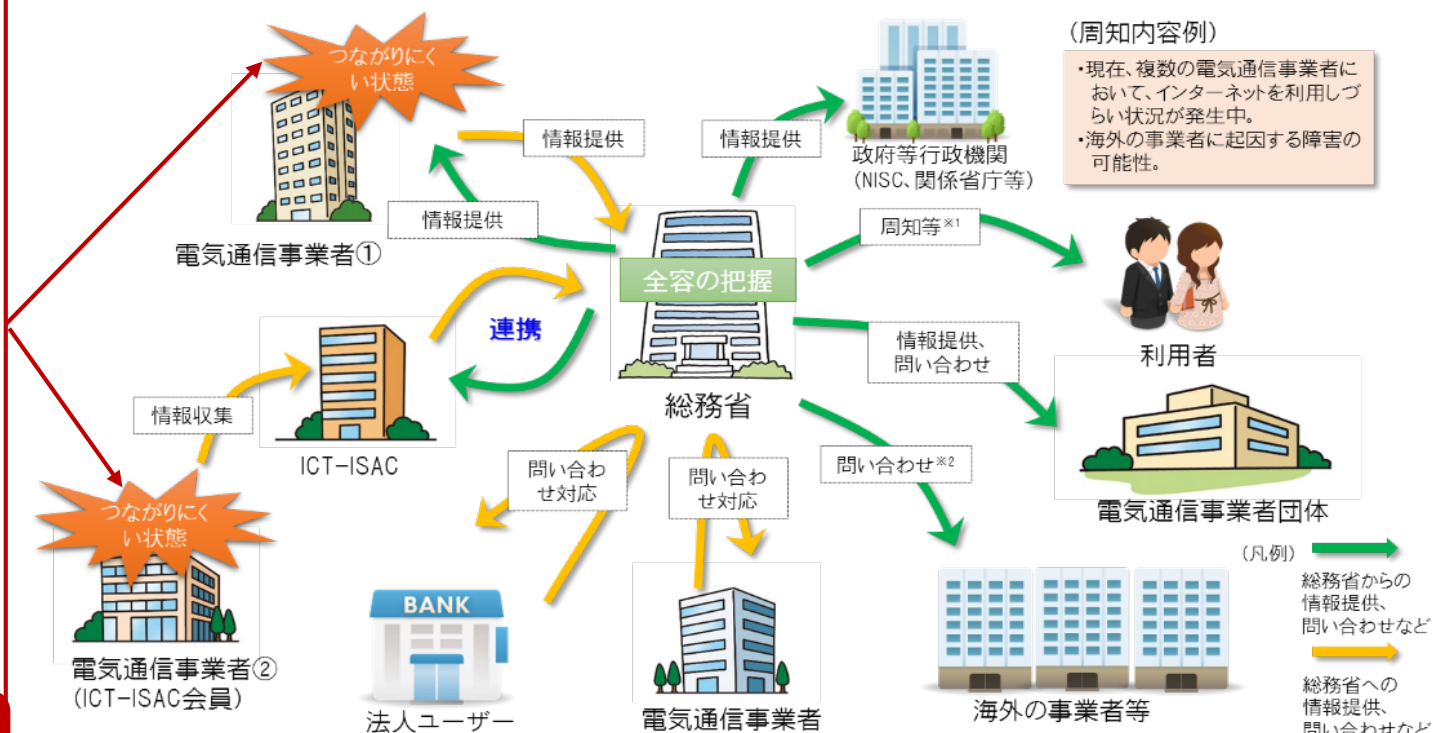 つながりにく
い状態
電気通信事業者①
情報提供
情報提供
情報提供
政府等行政機関
(NISC、関係省庁等)
(周知内容例)
・現在、複数の電気通信事業者に
おいて、インターネットを利用しづ
らい状況が発生中。
・海外の事業者に起因する障害の
可能性。
周知等※1
利用者
全容の把握
総務省
連携
情報収集
ICT-ISAC
情報提供、
問い合わせ
電気通信事業者団体
つながりにく
い状態
電気通信事業者②
(ICT-ISAC会員)
問い合わ
せ対応
問い合わ
せ対応
問い合わせ※2
BANK
法人ユーザー
電気通信事業者
海外の事業者等
(凡例)
総務省からの
情報提供、
問い合わせなど
総務省への
情報提供、
問い合わせなど